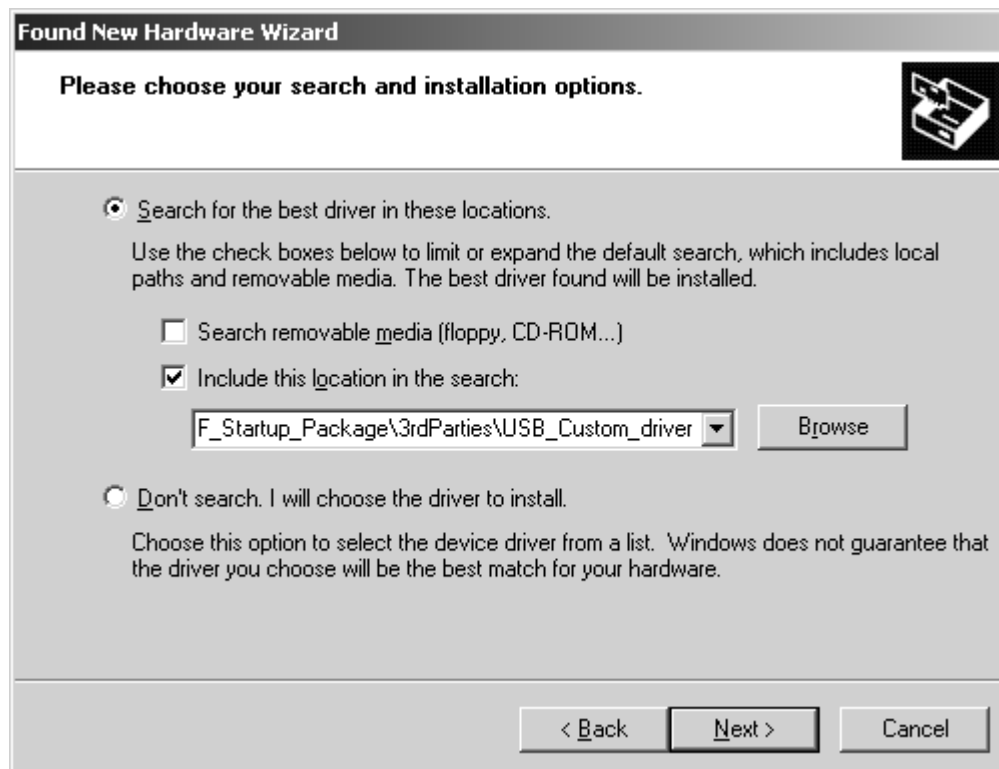 Found New Hardware Wizard
Please choose your search and installation options.
Search for the best driver in these locations.
Use the check boxes below to limit or expand the default search, which includes local
paths and removable media. The best driver found will be installed.
Search removable media (floppy, CD-ROM...)
Include this location in the search:
F_Startup_Package\3rdParties\USB_Custom_driver Browse
Don't search. I will choose the driver to install.
Choose this option to select the device driver from a list. Windows does not guarantee that
the driver you choose will be the best match for your hardware.
< Back Next > Cancel